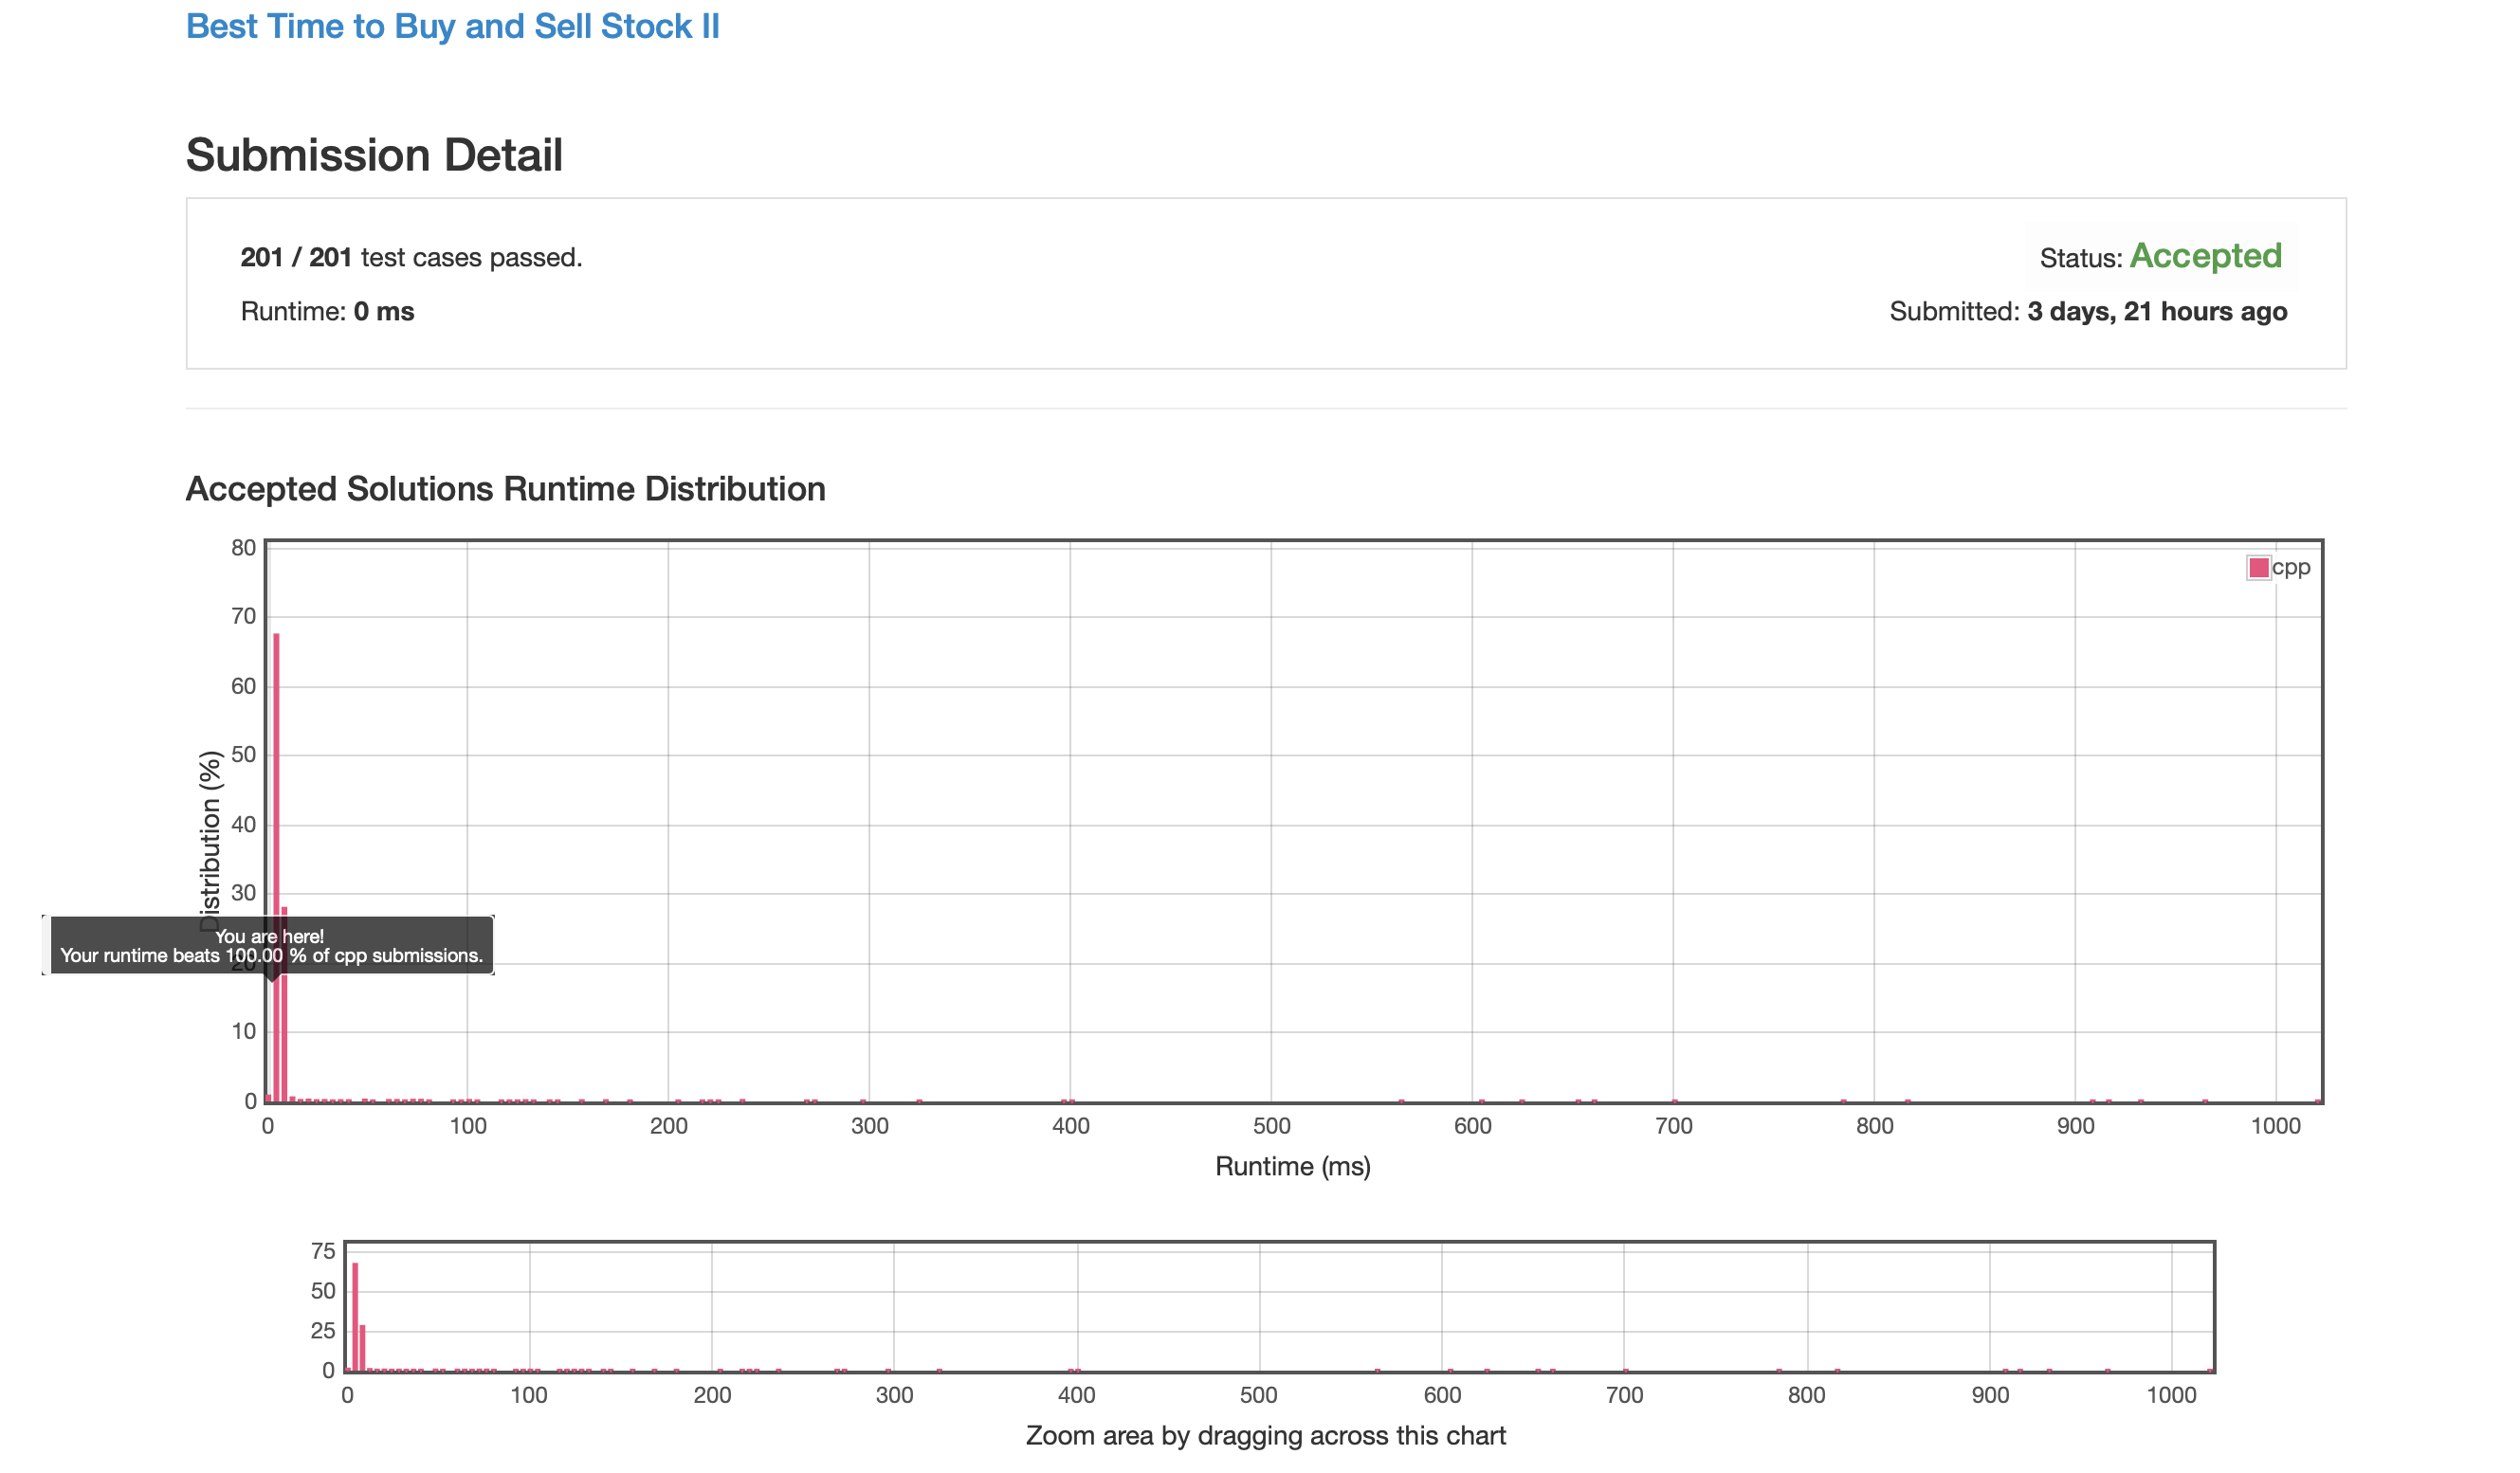 Best Time to Buy and Sell Stock II
Submission Detail
201 / 201 test cases passed.
Status: Accepted
Runtime: 0 ms
Submitted: 3 days, 21 hours ago
Accepted Solutions Runtime Distribution
80
cpp
70
60
50
Distribution (%)
40
30
You are here!
Your runtime beats 100.00 % of cpp submissions.
20
10
0
0 100 200 300 400 500 600 700 800 900 1000
Runtime (ms)
75
50
25
0
0 100 200 300 400 500 600 700 800 900 1000
Zoom area by dragging across this chart